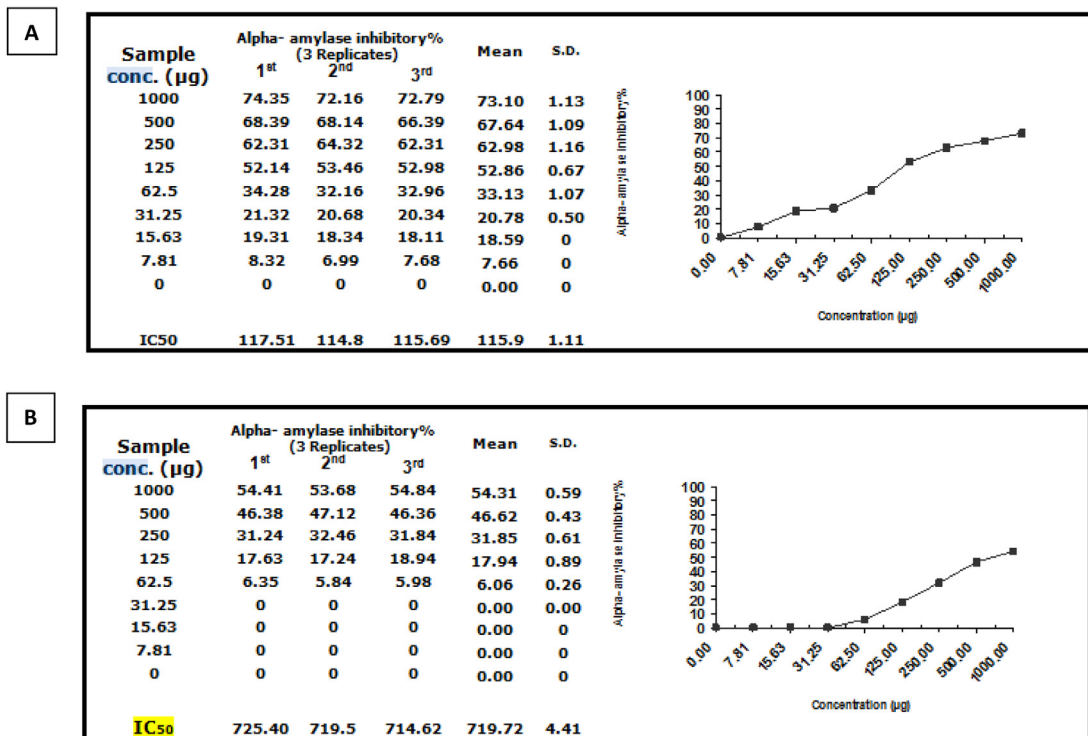 A
Alpha- amylase inhibitory%
(3 Replicates)
Sample
conc. (µg)
1st 2nd 3rd Mean S.D.
1000 74.35 72.16 72.79 73.10 1.13
500 68.39 68.14 66.39 67.64 1.09
250 62.31 64.32 62.31 62.98 1.16
125 52.14 53.46 52.98 52.86 0.67
62.5 34.28 32.16 32.96 33.13 1.07
31.25 21.32 20.68 20.34 20.78 0.50
15.63 19.31 18.34 18.11 18.59 0
7.81 8.32 6.99 7.68 7.66 0
0 0 0 0 0.00 0
IC50 117.51 114.8 115.69 115.9 1.11
Alpha- amylase inhibitory%
100
90
80
70
60
50
40
30
20
10
0
0.00 7.81 15.63 31.25 62.50 125.00 250.00 500.00 1000.00
Concentration (µg)
B
Alpha- amylase inhibitory%
(3 Replicates)
Sample
conc. (µg)
1st 2nd 3rd Mean S.D.
1000 54.41 53.68 54.84 54.31 0.59
500 46.38 47.12 46.36 46.62 0.43
250 31.24 32.46 31.84 31.85 0.61
125 17.63 17.24 18.94 17.94 0.89
62.5 6.35 5.84 5.98 6.06 0.26
31.25 0 0 0 0.00 0.00
15.63 0 0 0 0.00 0
7.81 0 0 0 0.00 0
0 0 0 0 0.00 0
IC50 725.40 719.5 714.62 719.72 4.41
Alpha- amylase inhibitory%
100
90
80
70
60
50
40
30
20
10
0
0.00 7.81 15.63 31.25 62.50 125.00 250.00 500.00 1000.00
Concentration (µg)